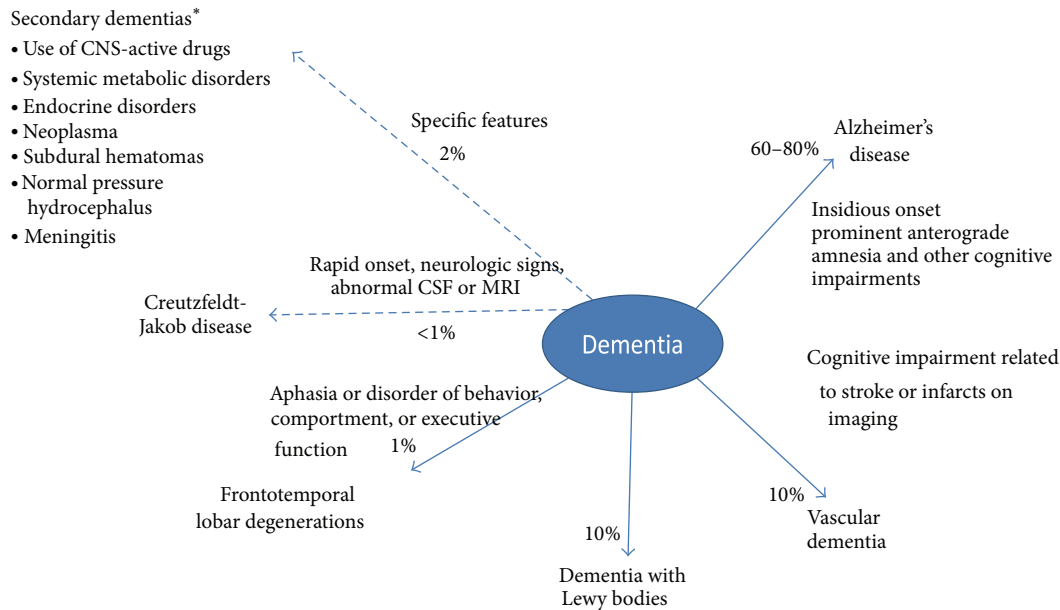 Secondary dementias*
• Use of CNS-active drugs
• Systemic metabolic disorders
• Endocrine disorders
• Neoplasma
• Subdural hematomas
• Normal pressure
hydrocephalus
• Meningitis
Specific features
2%
60–80%
Alzheimer's
disease
Insidious onset
prominent anterograde
amnesia and other cognitive
impairments
Rapid onset, neurologic signs,
abnormal CSF or MRI
Creutzfeldt-
Jakob disease
<1%
Dementia
Cognitive impairment related
to stroke or infarcts on
imaging
Aphasia or disorder of behavior,
comportment, or executive
function
1%
Frontotemporal
lobar degenerations
10%
Dementia with
Lewy bodies
10%
Vascular
dementia